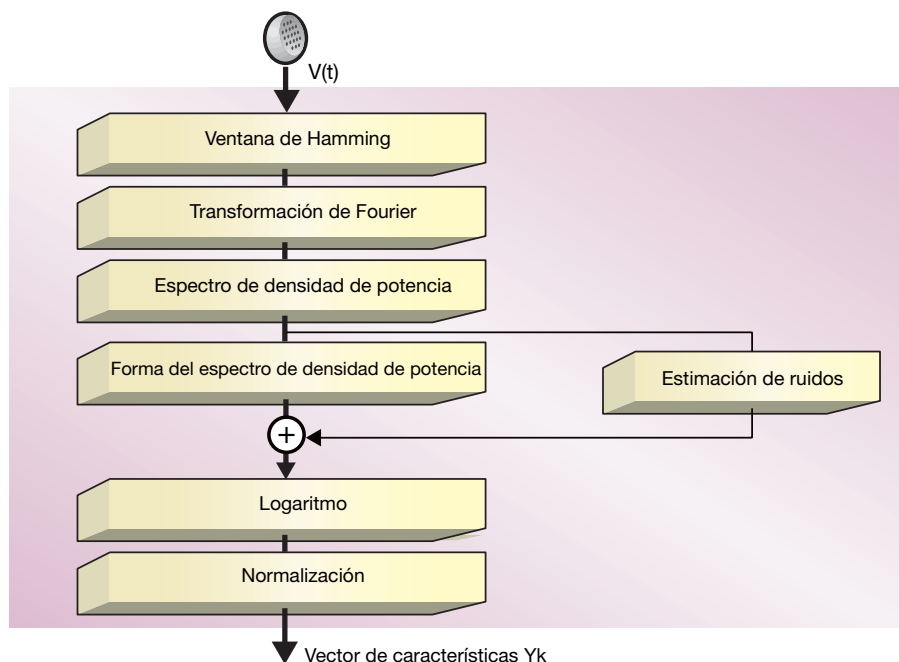 V(t)
Ventana de Hamming
Transformación de Fourier
Espectro de densidad de potencia
Forma del espectro de densidad de potencia
Estimación de ruidos
+
Logaritmo
Normalización
Vector de características Yk